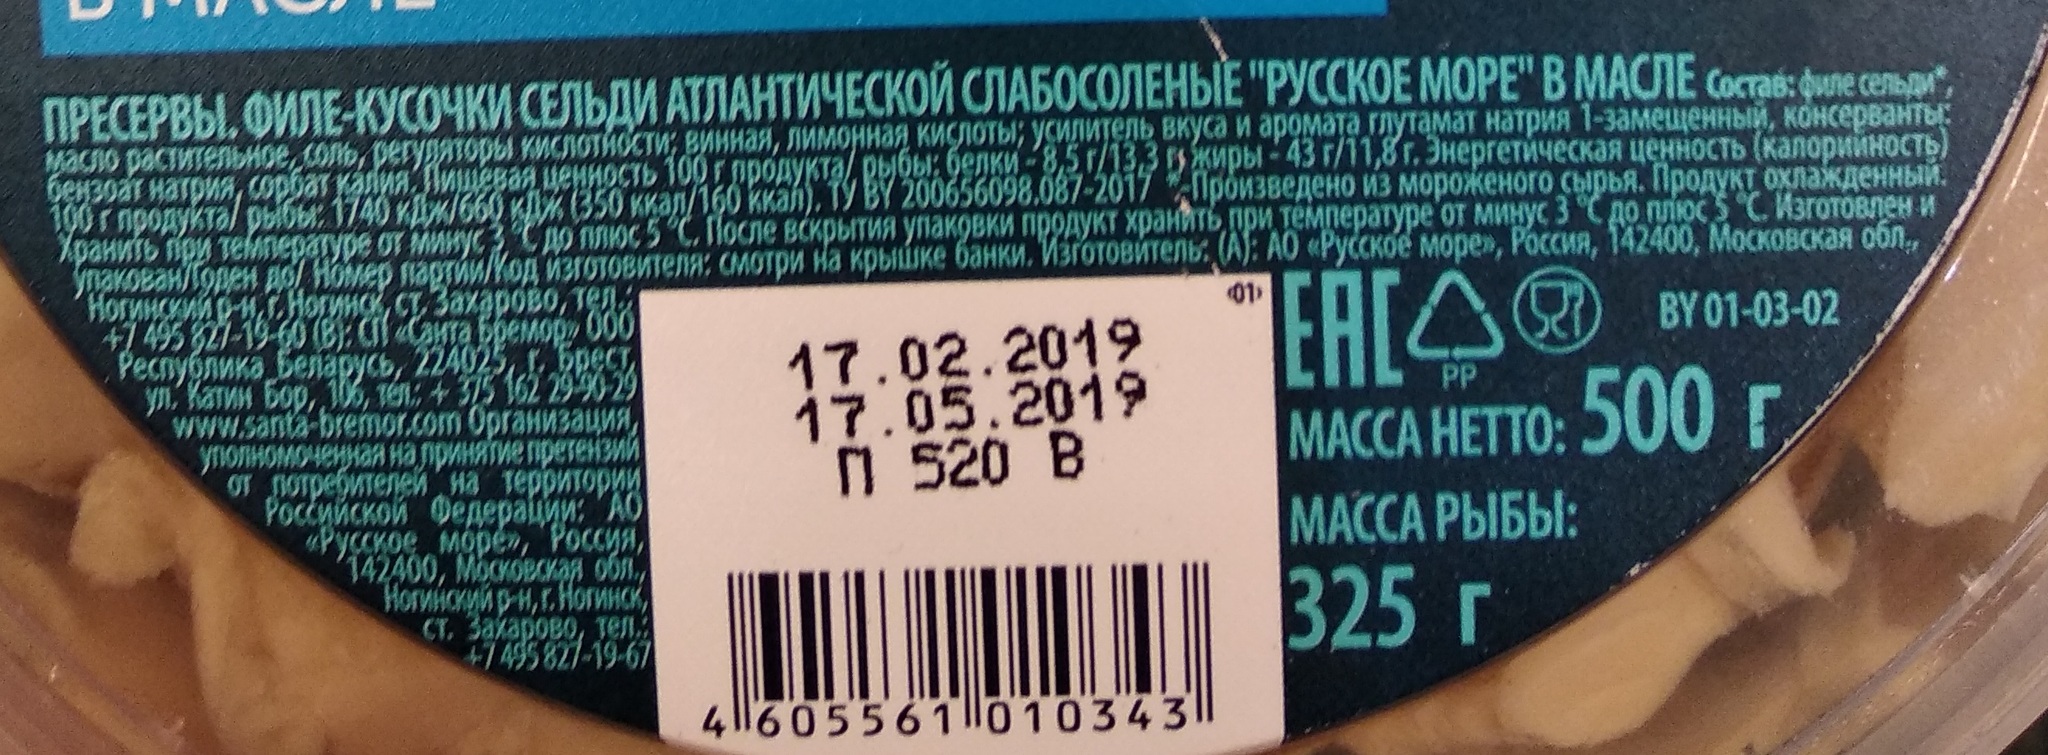 В МАСЛЕ
ПРЕСЕРВЫ. ФИЛЕ-КУСОЧКИ СЕЛЬДИ АТЛАНТИЧЕСКОЙ СЛАБОСОЛЕНЫЕ "РУССКОЕ МОРЕ" В МАСЛЕ Состав: филе сельди*,
масло растительное, соль, регуляторы кислотности: винная, лимонная кислоты; усилитель вкуса и аромата глутамат натрия 1-замещенный, консерванты:
бензоат натрия, сорбат калия. Пищевая ценность 100 г продукта/ рыбы: белки - 8,5 г/13,3 г, жиры - 43 г/11,8 г. Энергетическая ценность (калорийность)
100 г продукта/ рыбы: 1740 кДж/660 кДж (350 ккал/160 ккал). ТУ BY 200656098.087-2017 *-Произведено из мороженого сырья. Продукт охлажденный.
Хранить при температуре от минус 3 °С до плюс 5 °С. После вскрытия упаковки продукт хранить при температуре от минус 3 °С до плюс 5 °С. Изготовлен и
упакован/Годен до/ Номер партии/Код изготовителя: смотри на крышке банки. Изготовитель: (А): АО «Русское море», Россия, 142400, Московская обл.,
Ногинский р-н, г. Ногинск, ст. Захарово, тел.:
+7 495 827-19-60 (В): СП «Санта Бремор» ООО
Республика Беларусь, 224025, г. Брест,
ул. Катин Бор, 106, тел.: + 375 162 29-90-29
www.santa-bremor.com Организация,
уполномоченная на принятие претензий
от потребителей на территории
Российской Федерации: АО
«Русское море», Россия,
142400, Московская обл.,
Ногинский р-н, г. Ногинск,
ст. Захарово, тел.:
+7 495 827-19-67
‹01›
17.02.2019
17.05.2019
П 520 В
4 605561 010343
EAC
PP
BY 01-03-02
МАССА НЕТТО: 500 г
МАССА РЫБЫ:
325 г